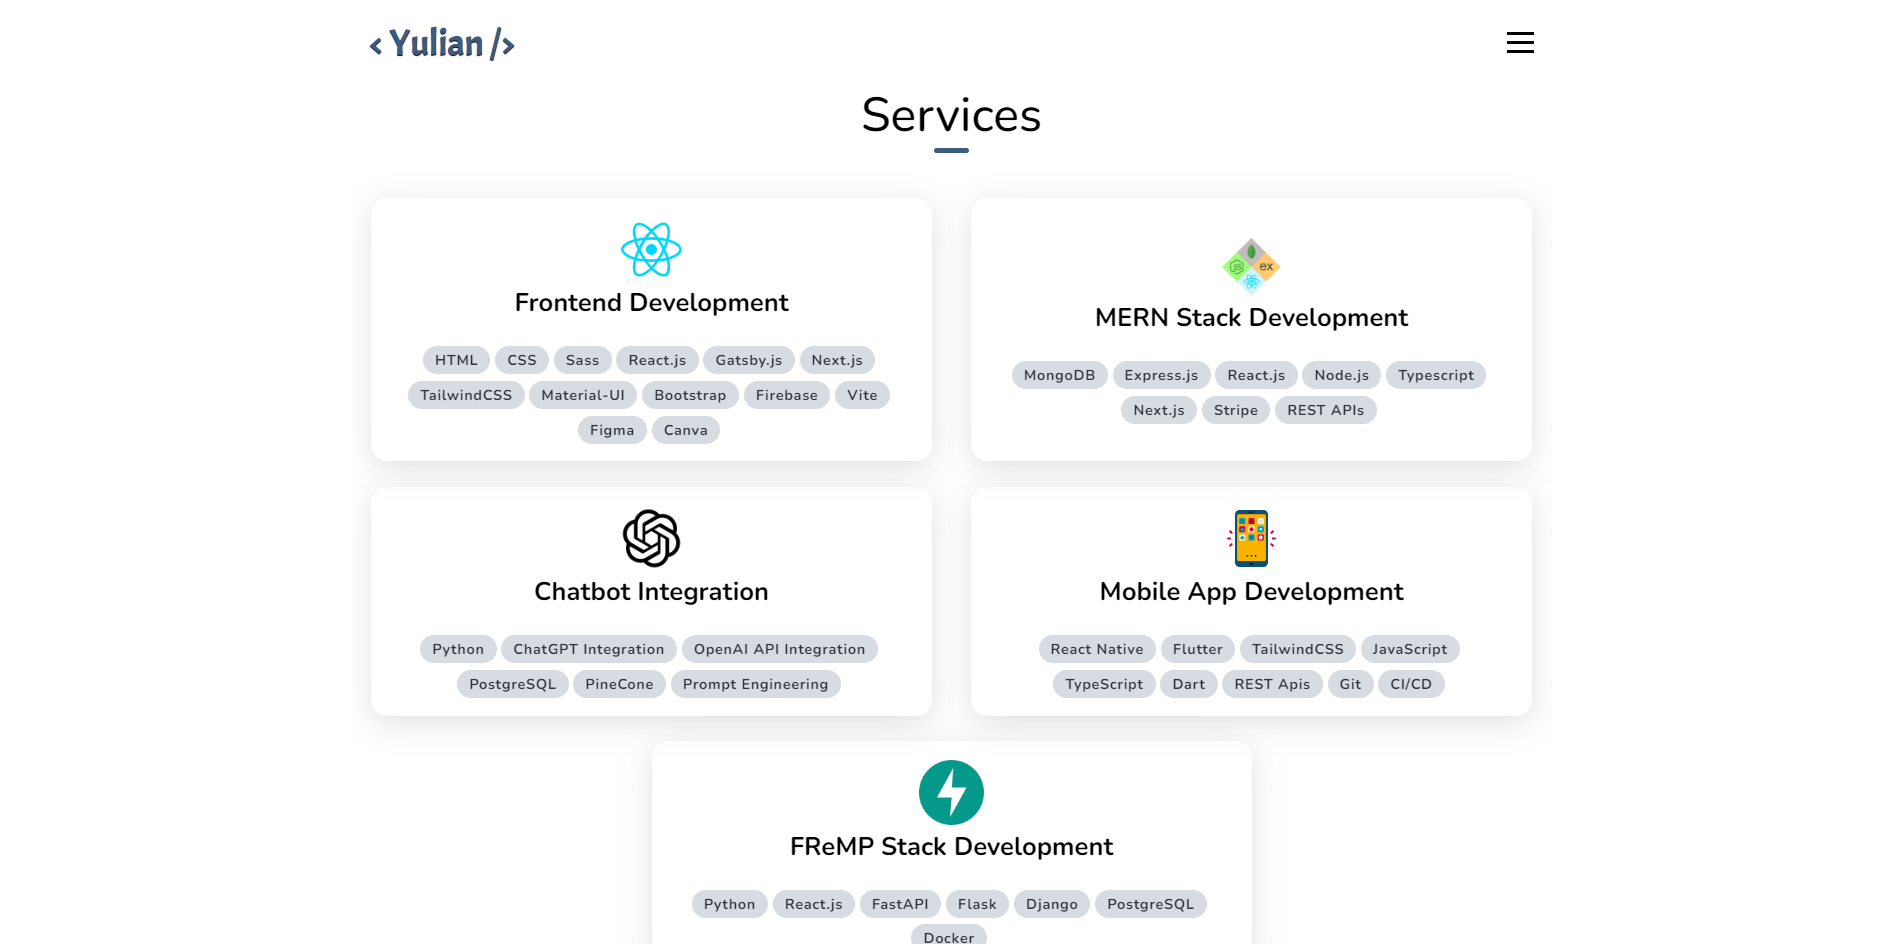 < Yulian />
Services
Frontend Development
HTML CSS Sass React.js Gatsby.js Next.js
TailwindCSS Material-UI Bootstrap Firebase Vite
Figma Canva
ex
MERN Stack Development
MongoDB Express.js React.js Node.js Typescript
Next.js Stripe REST APIs
Chatbot Integration
Python ChatGPT Integration OpenAI API Integration
PostgreSQL PineCone Prompt Engineering
Mobile App Development
React Native Flutter TailwindCSS JavaScript
TypeScript Dart REST Apis Git CI/CD
FReMP Stack Development
Python React.js FastAPI Flask Django PostgreSQL
Docker